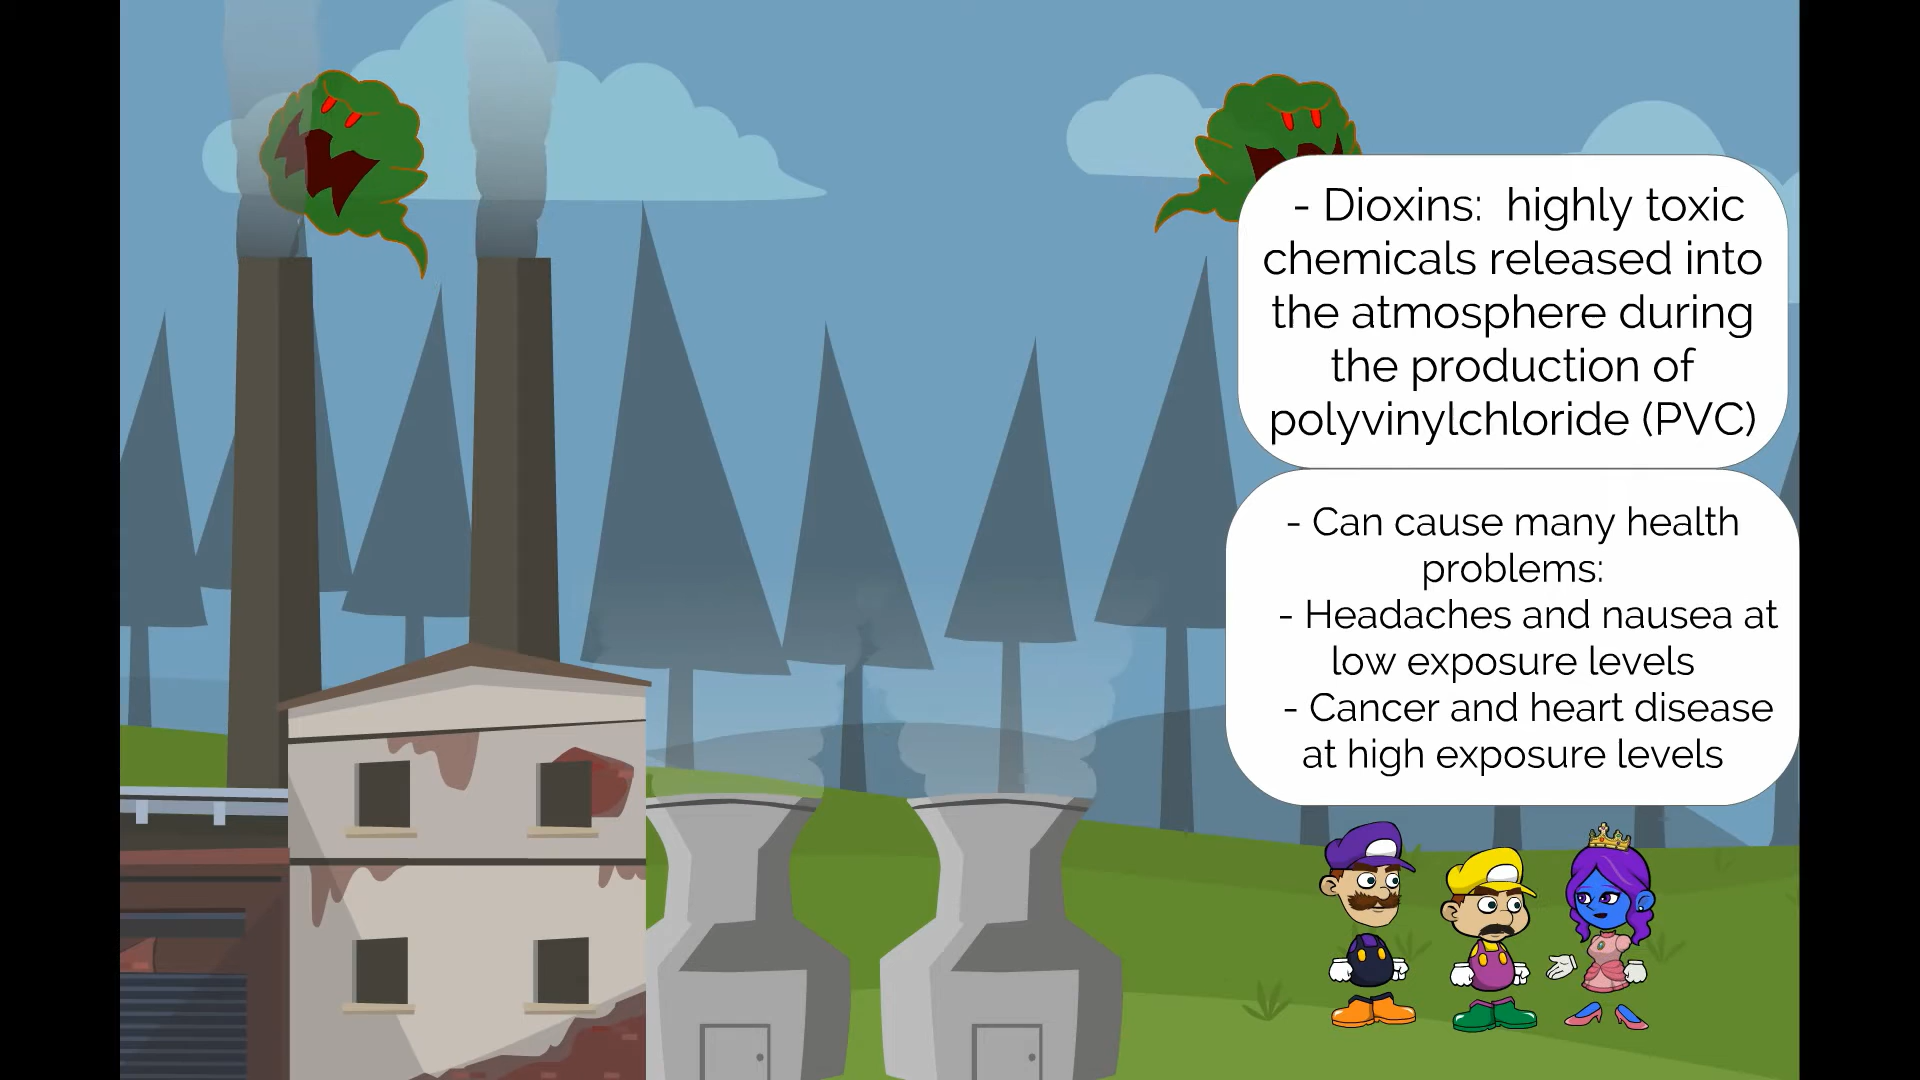 - Dioxins:  highly toxic
chemicals released into
the atmosphere during
the production of
polyvinylchloride (PVC)
- Can cause many health
problems:
- Headaches and nausea at
low exposure levels
- Cancer and heart disease
at high exposure levels